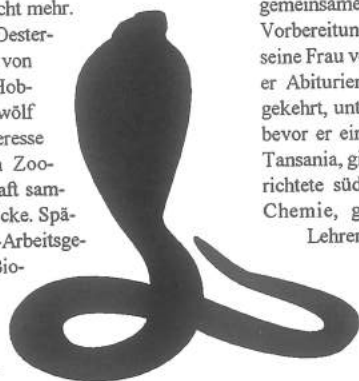 cht mehr.
Oester-
von
Hob-
wölf
eresse
Zoo-
aft sam-
cke. Spä-
-Arbeitsge-
Bio-
gemeinsame
Vorbereitun
seine Frau v
er Abiturien
gekehrt, unt
bevor er ein
Tansania, gi
richtete süd
Chemie, g
Lehrer